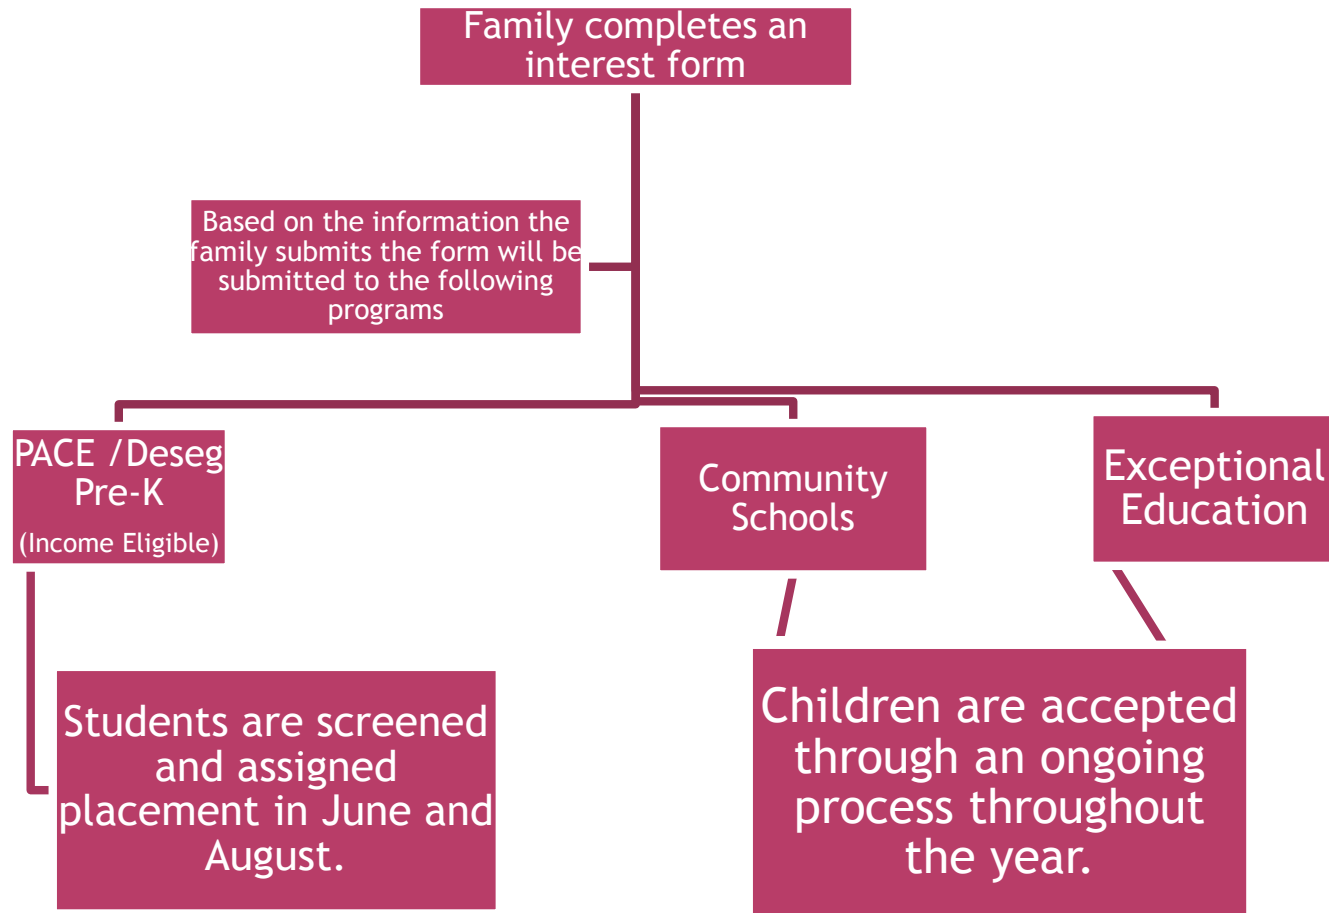 Family completes an
interest form
Based on the information the
family submits the form will be
submitted to the following
programs
PACE /Deseg
Pre-K
(Income Eligible)
Community
Schools
Exceptional
Education
Students are screened
and assigned
placement in June and
August.
Children are accepted
through an ongoing
process throughout
the year.